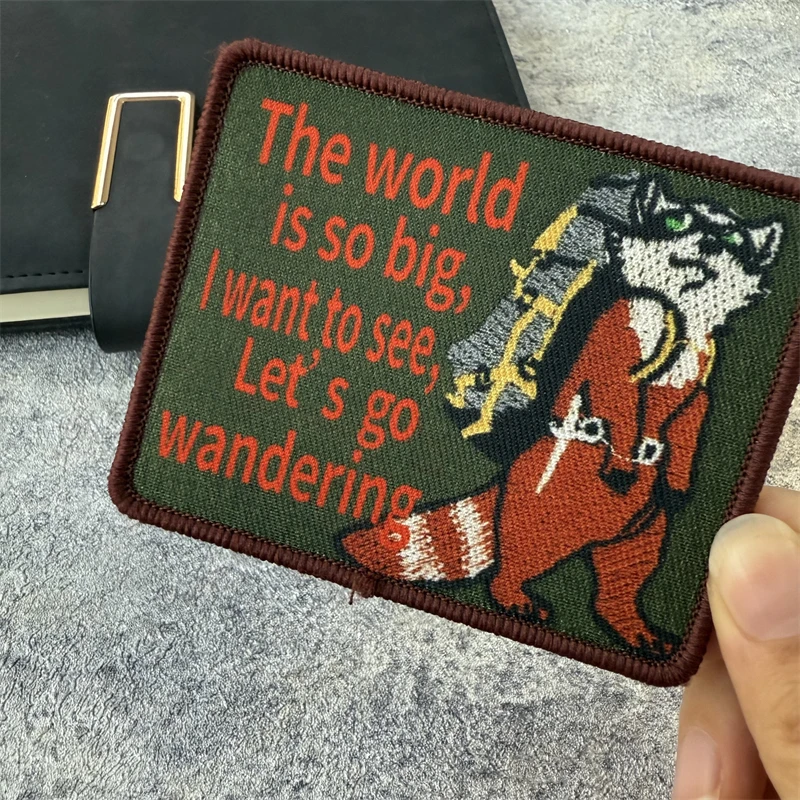 The world
is so big,
I want to see,
Let’s go
wandering